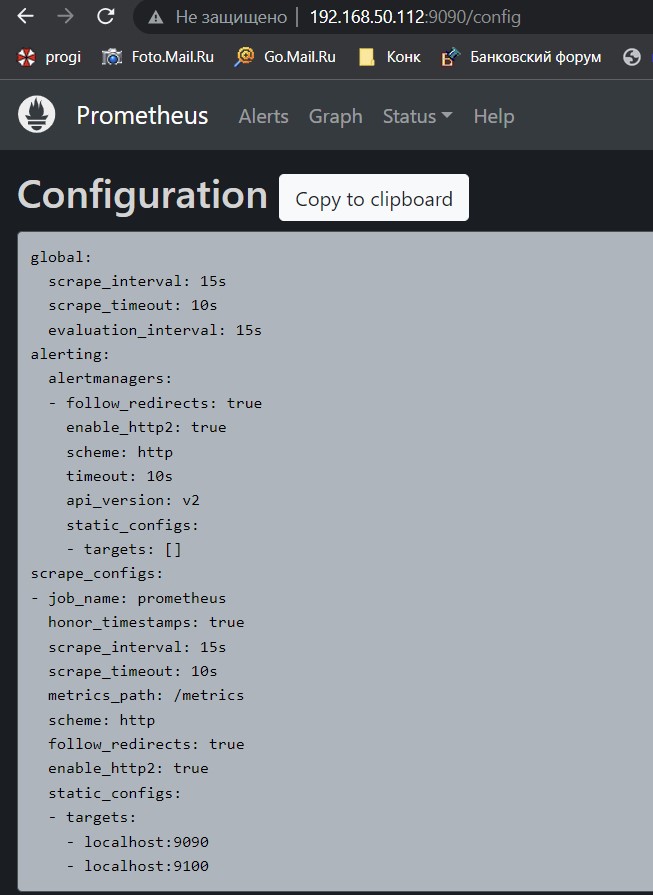 Не защищено | 192.168.50.112:9090/config
progi Foto.Mail.Ru Go.Mail.Ru Конк Банковский форум
Prometheus Alerts Graph Status Help
Configuration Copy to clipboard
global:
  scrape_interval: 15s
  scrape_timeout: 10s
  evaluation_interval: 15s
alerting:
  alertmanagers:
  - follow_redirects: true
    enable_http2: true
    scheme: http
    timeout: 10s
    api_version: v2
    static_configs:
    - targets: []
scrape_configs:
- job_name: prometheus
  honor_timestamps: true
  scrape_interval: 15s
  scrape_timeout: 10s
  metrics_path: /metrics
  scheme: http
  follow_redirects: true
  enable_http2: true
  static_configs:
  - targets:
    - localhost:9090
    - localhost:9100